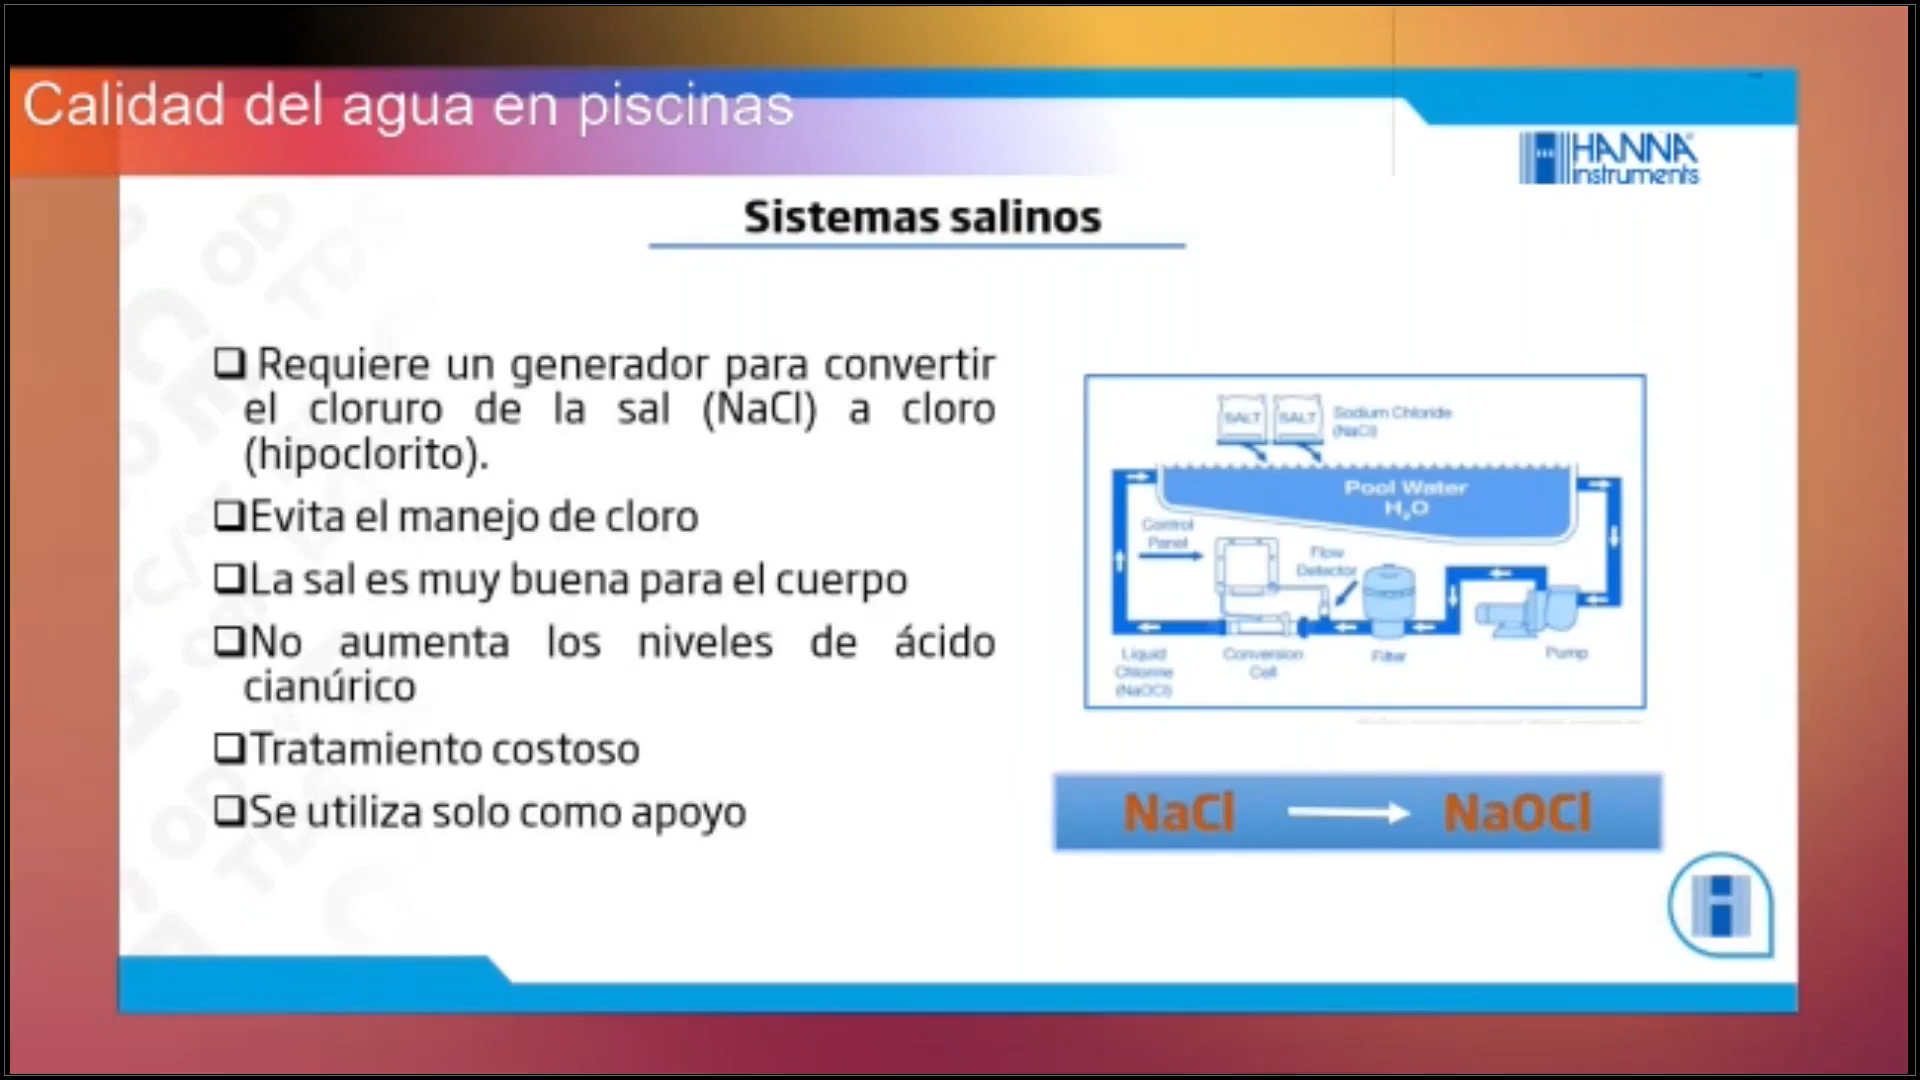 Calidad del agua en piscinas
HANNA
instruments
Sistemas salinos
Requiere un generador para convertir
el cloruro de la sal (NaCl) a cloro
(hipoclorito).
Evita el manejo de cloro
La sal es muy buena para el cuerpo
No aumenta los niveles de ácido
cianúrico
Tratamiento costoso
Se utiliza solo como apoyo
SALT SALT Sodium Chloride
(NaCl)
Pool Water
H₂O
Control
Panel
Flow
Detector
Liquid
Chlorine
(NaOCl)
Conversion
Cell
Filter
Pump
NaCl NaOCl